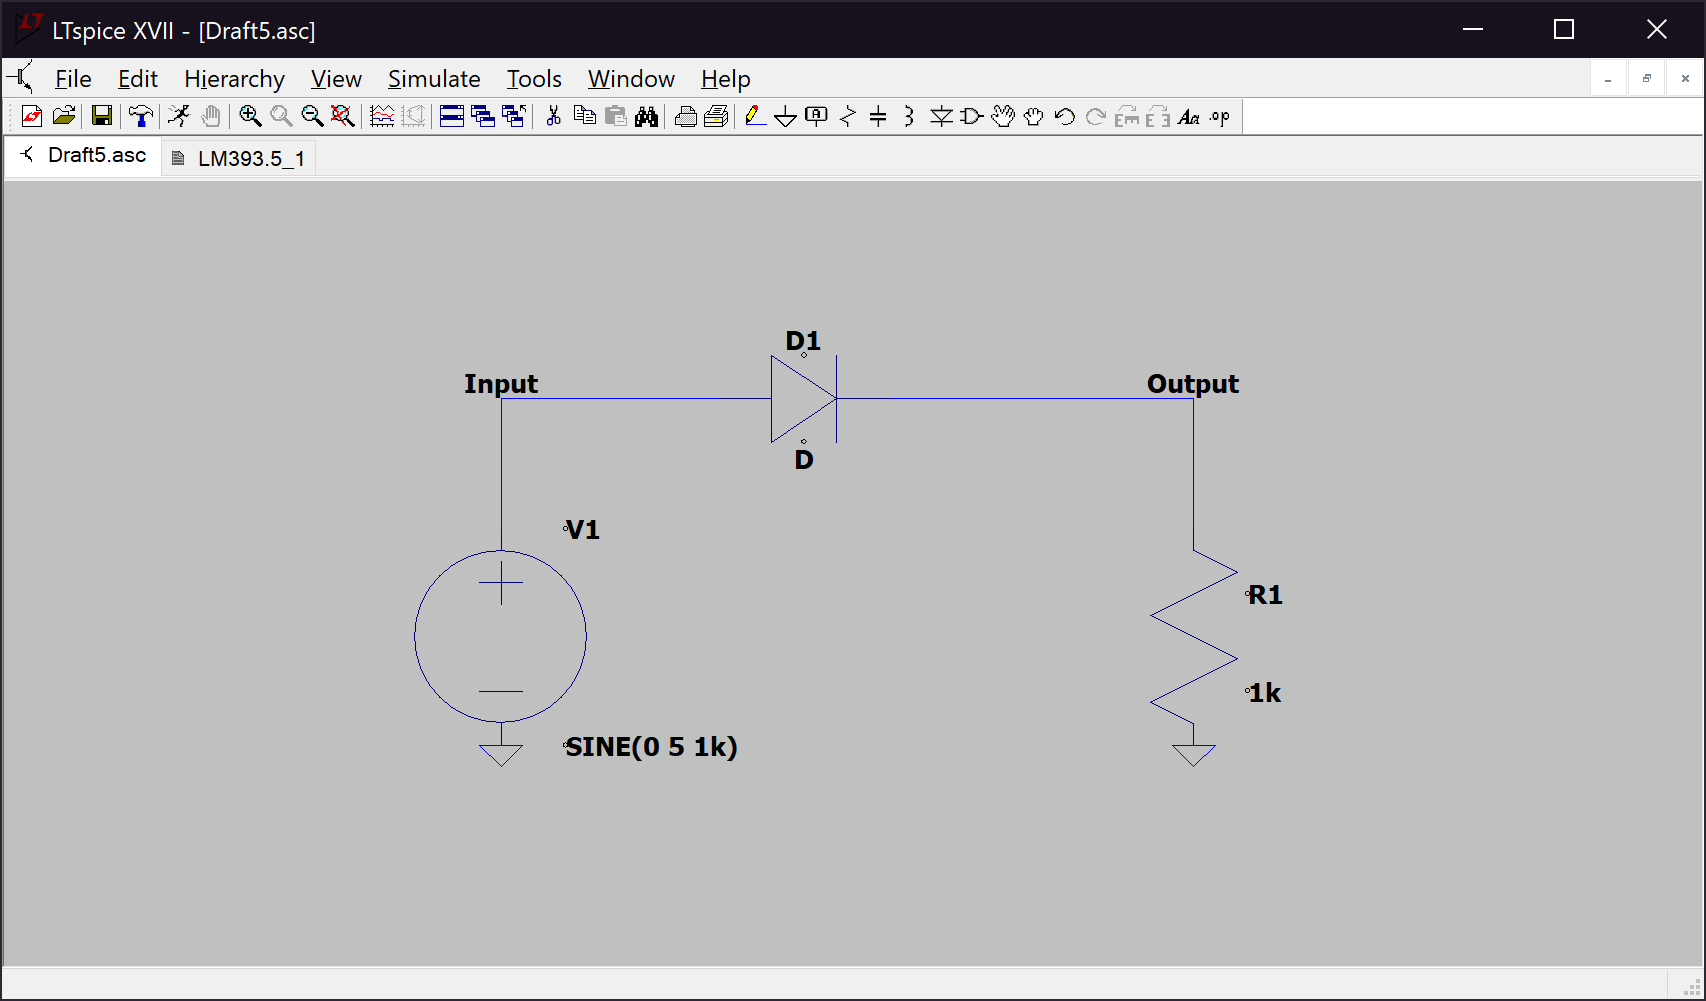 LTspice XVII - [Draft5.asc]
File Edit Hierarchy View Simulate Tools Window Help
A Aa .op
Draft5.asc LM393.5_1
D1
Input Output
D
V1
R1
1k
SINE(0 5 1k)